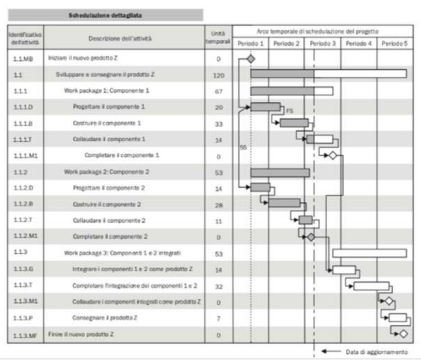 Schedulazione dettagliata
Identificativo dell'attività
Descrizione dell'attività
Unità temporali
Arco temporale di schedulazione del progetto
Periodo 1 Periodo 2 Periodo 3 Periodo 4 Periodo 5
1.1.MB Iniziare il nuovo prodotto Z 0
1.1 Sviluppare e consegnare il prodotto Z 120
1.1.1 Work package 1: Componente 1 67
1.1.1.D Progettare il componente 1 20
FS
1.1.1.B Costruire il componente 1 33
1.1.1.T Collaudare il componente 1 14
SS
1.1.1.M1 Completare il componente 1 0
1.1.2 Work package 2: Componente 2 53
1.1.2.D Progettare il componente 2 14
1.1.2.B Costruire il componente 2 28
1.1.2.T Collaudare il componente 2 11
1.1.2.M1 Completare il componente 2 0
1.1.3 Work package 3: Componenti 1 e 2 integrati 53
1.1.3.G Integrare i componenti 1 e 2 come prodotto Z 14
1.1.3.T Completare l'integrazione dei componenti 1 e 2 32
1.1.3.M1 Collaudare i componenti integrati come prodotto Z 0
1.1.3.P Consegnare il prodotto Z 7
1.1.3.MF Finire il nuovo prodotto Z 0
Data di aggiornamento